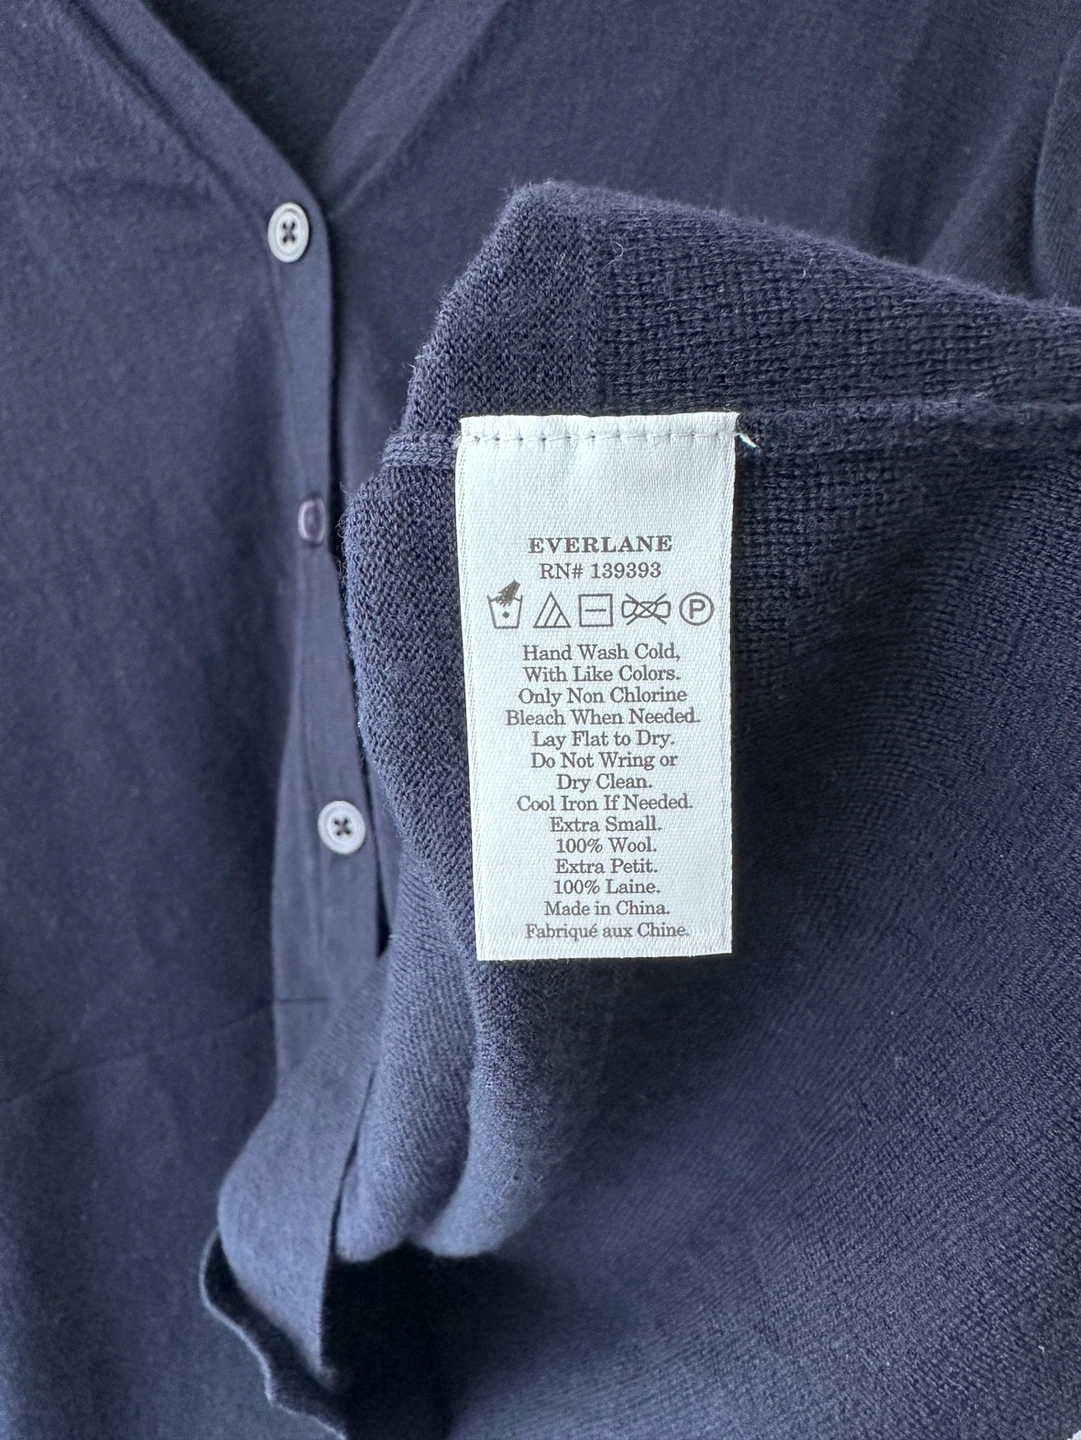 EVERLANE
RN# 139393
P
Hand Wash Cold,
With Like Colors.
Only Non Chlorine
Bleach When Needed.
Lay Flat to Dry.
Do Not Wring or
Dry Clean.
Cool Iron If Needed.
Extra Small.
100% Wool.
Extra Petit.
100% Laine.
Made in China.
Fabriqué aux Chine.